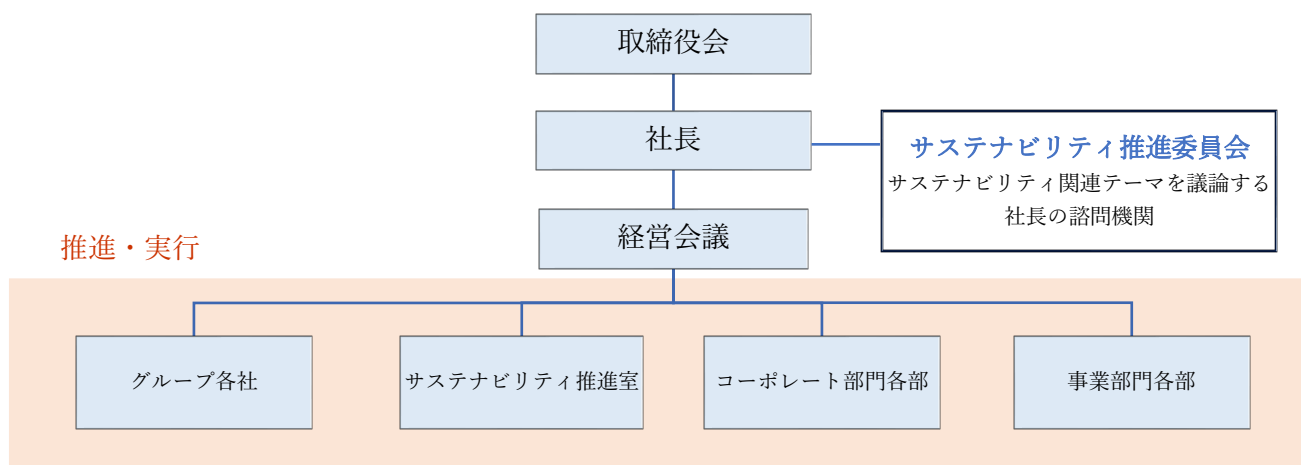 取締役会
社長
サステナビリティ推進委員会
サステナビリティ関連テーマを議論する
社長の諮問機関
経営会議
推進・実行
グループ各社
サステナビリティ推進室
コーポレート部門各部
事業部門各部